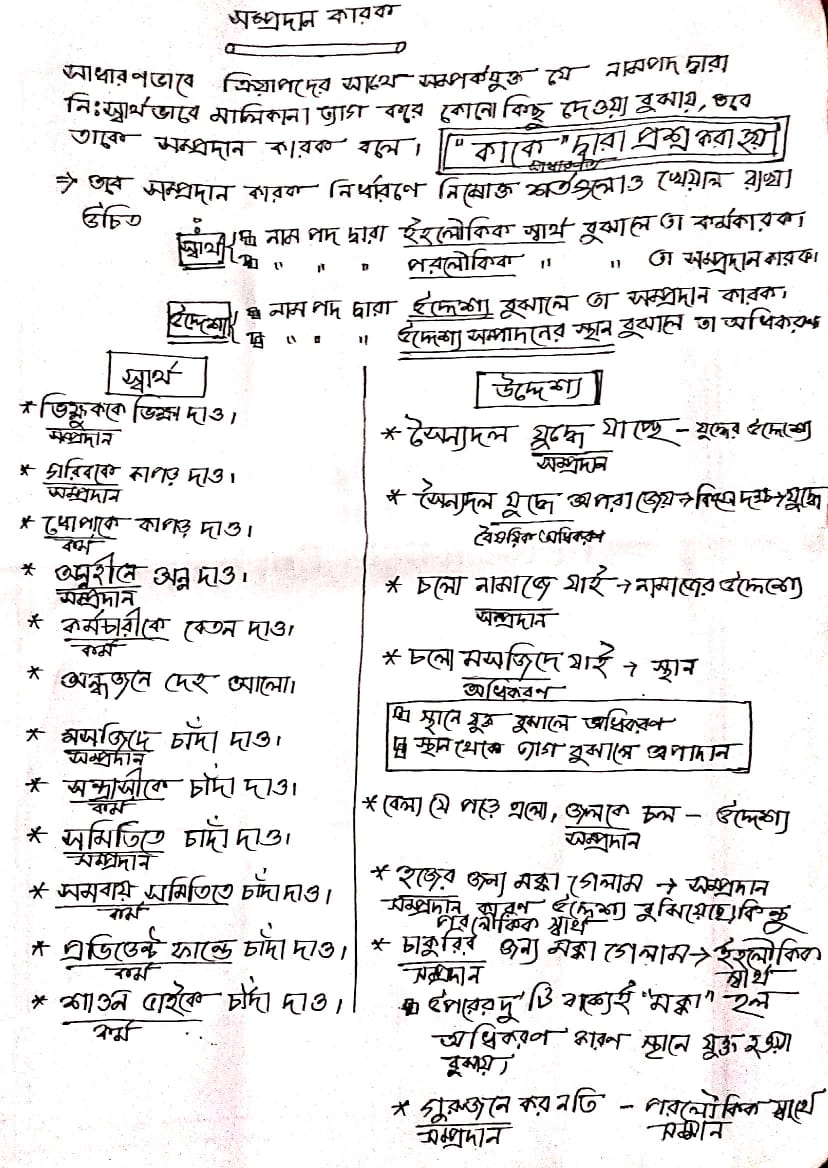 সম্প্রদান কারক
সাধারণভাবে ক্রিয়াপদের সাথে সম্পর্কযুক্ত যে নামপদ দ্বারা
নিঃস্বার্থভাবে মালিকানা ত্যাগ করে কোনো কিছু দেওয়া বুঝায়, তবে
তাকে সম্প্রদান কারক বলে। "কাকে" দ্বারা প্রশ্ন করা হয়
সাধারণত
⇒ তবে সম্প্রদান কারক নির্ধারণে নিম্নোক্ত শর্তগুলোও খেয়াল রাখা
উচিত
স্বার্থ নাম পদ দ্বারা ইহলৌকিক স্বার্থ বুঝালে তা কর্মকারক।
" " " পরলৌকিক " " তা সম্প্রদান কারক।
উদ্দেশ্য নাম পদ দ্বারা উদ্দেশ্য বুঝালে তা সম্প্রদান কারক।
" " " উদ্দেশ্য সম্পাদনের স্থান বুঝালে তা অধিকরণ
স্বার্থ
* ভিক্ষুককে ভিক্ষা দাও।
সম্প্রদান
* গরিবকে কাপড় দাও।
সম্প্রদান
* ধোপাকে কাপড় দাও।
কর্ম
* অন্নহীনে অন্ন দাও।
সম্প্রদান
* কর্মচারীকে বেতন দাও।
কর্ম
* অন্ধজনে দেহ আলো।
* মসজিদে চাঁদা দাও।
সম্প্রদান
* সন্ত্রাসীকে চাঁদা দাও।
কর্ম
* সমিতিতে চাঁদা দাও।
সম্প্রদান
* সমবায় সমিতিতে চাঁদা দাও।
কর্ম
* প্রভিডেন্ট ফান্ডে চাঁদা দাও।
কর্ম
* শাওন ভাইকে চাঁদা দাও।
কর্ম
উদ্দেশ্য
* সৈন্যদল যুদ্ধে যাচ্ছে - যুদ্ধের উদ্দেশ্যে
সম্প্রদান
* সৈন্যদল যুদ্ধে অপরাজেয় → দক্ষ → যুদ্ধে
বৈষয়িক অধিকরণ
* চলো নামাজে যাই → নামাজের উদ্দেশ্যে
সম্প্রদান
* চলো মসজিদে যাই → স্থান
অধিকরণ
স্থানে যুক্ত বুঝালে অধিকরণ
স্থান থেকে ত্যাগ বুঝালে অপাদান
* বেলা যে পড়ে এলো, জলকে চল - উদ্দেশ্য
সম্প্রদান
* হজের জন্য মক্কা গেলাম → সম্প্রদান
সম্প্রদান কারণ উদ্দেশ্য বুঝিয়েছে, কিন্তু
পরলৌকিক স্বার্থ
* চাকুরির জন্য মক্কা গেলাম → ইহলৌকিক
সম্প্রদান স্বার্থ
উপরের দু'টি বাক্যেই "মক্কা" হল
অধিকরণ কারণ স্থানে যুক্ত হওয়া
বুঝায়।
* গুরুজনে কর নতি - পরলৌকিক স্বার্থে
সম্প্রদান সম্মান